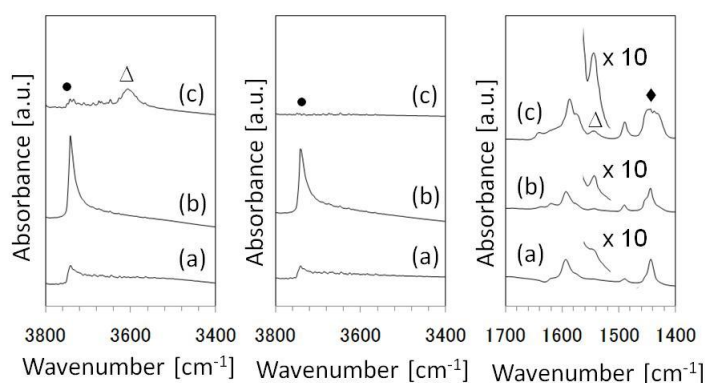 Absorbance [a.u.]
● Δ
(c)
(b)
(a)
3800 3600 3400
Wavenumber [cm-1]
Absorbance [a.u.]
●
(c)
(b)
(a)
3800 3600 3400
Wavenumber [cm-1]
Absorbance [a.u.]
x 10
♦
(c)
Δ
x 10
(b)
x 10
(a)
1700 1600 1500 1400
Wavenumber [cm-1]